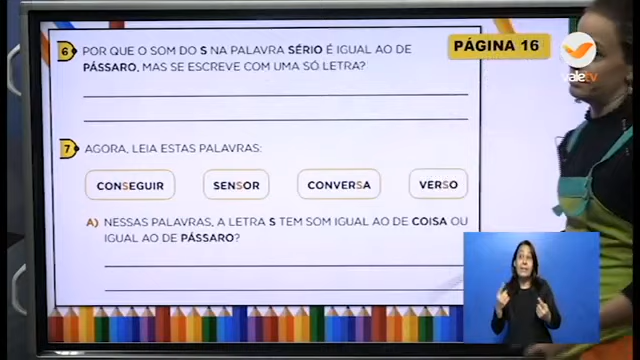 6 POR QUE O SOM DO S NA PALAVRA SÉRIO É IGUAL AO DE
PÁSSARO, MAS SE ESCREVE COM UMA SÓ LETRA?
PÁGINA 16
valetv
7 AGORA, LEIA ESTAS PALAVRAS:
CONSEGUIR SENSOR CONVERSA VERSO
A) NESSAS PALAVRAS, A LETRA S TEM SOM IGUAL AO DE COISA OU
IGUAL AO DE PÁSSARO?